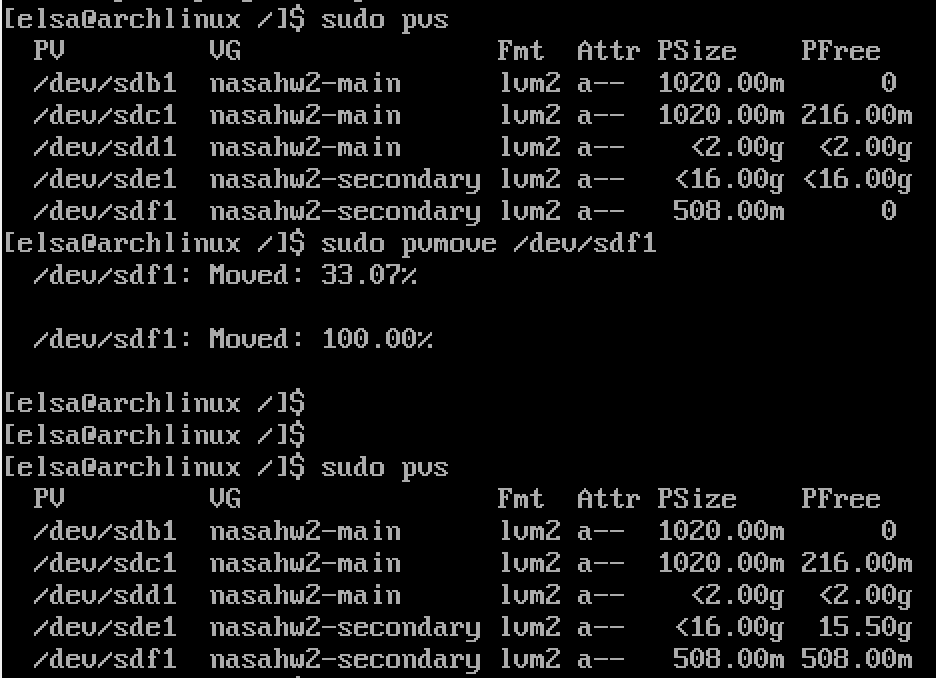 [elsa@archlinux /]$ sudo pvs
  PV         VG                Fmt  Attr PSize    PFree
  /dev/sdb1  nasahw2-main      lvm2 a--  1020.00m       0
  /dev/sdc1  nasahw2-main      lvm2 a--  1020.00m 216.00m
  /dev/sdd1  nasahw2-main      lvm2 a--    <2.00g  <2.00g
  /dev/sde1  nasahw2-secondary lvm2 a--   <16.00g <16.00g
  /dev/sdf1  nasahw2-secondary lvm2 a--   508.00m       0
[elsa@archlinux /]$ sudo pvmove /dev/sdf1
  /dev/sdf1: Moved: 33.07%
  /dev/sdf1: Moved: 100.00%
[elsa@archlinux /]$
[elsa@archlinux /]$
[elsa@archlinux /]$ sudo pvs
  PV         VG                Fmt  Attr PSize    PFree
  /dev/sdb1  nasahw2-main      lvm2 a--  1020.00m       0
  /dev/sdc1  nasahw2-main      lvm2 a--  1020.00m 216.00m
  /dev/sdd1  nasahw2-main      lvm2 a--    <2.00g  <2.00g
  /dev/sde1  nasahw2-secondary lvm2 a--   <16.00g  15.50g
  /dev/sdf1  nasahw2-secondary lvm2 a--   508.00m 508.00m